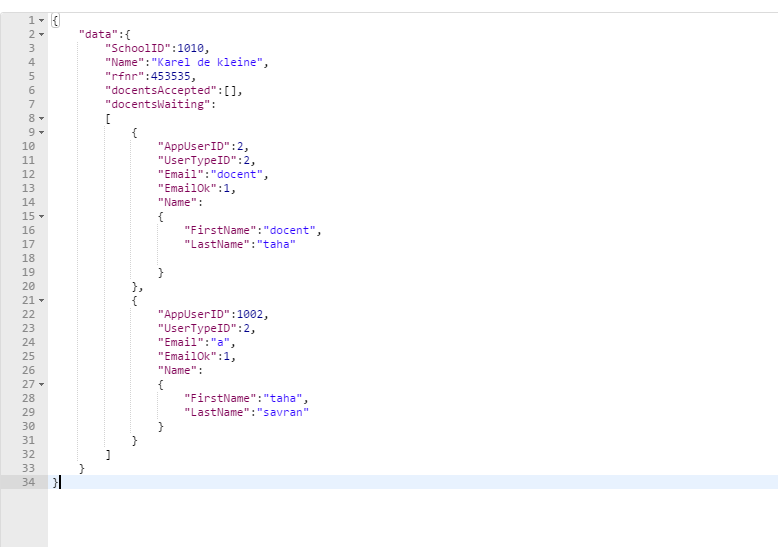 1 {
2 "data":{
3 "SchoolID":1010,
4 "Name":"Karel de kleine",
5 "rfnr":453535,
6 "docentsAccepted":[],
7 "docentsWaiting":
8 [
9 {
10 "AppUserID":2,
11 "UserTypeID":2,
12 "Email":"docent",
13 "EmailOk":1,
14 "Name":
15 {
16 "FirstName":"docent",
17 "LastName":"taha"
18
19 }
20 },
21 {
22 "AppUserID":1002,
23 "UserTypeID":2,
24 "Email":"a",
25 "EmailOk":1,
26 "Name":
27 {
28 "FirstName":"taha",
29 "LastName":"savran"
30 }
31 }
32 ]
33 }
34 }